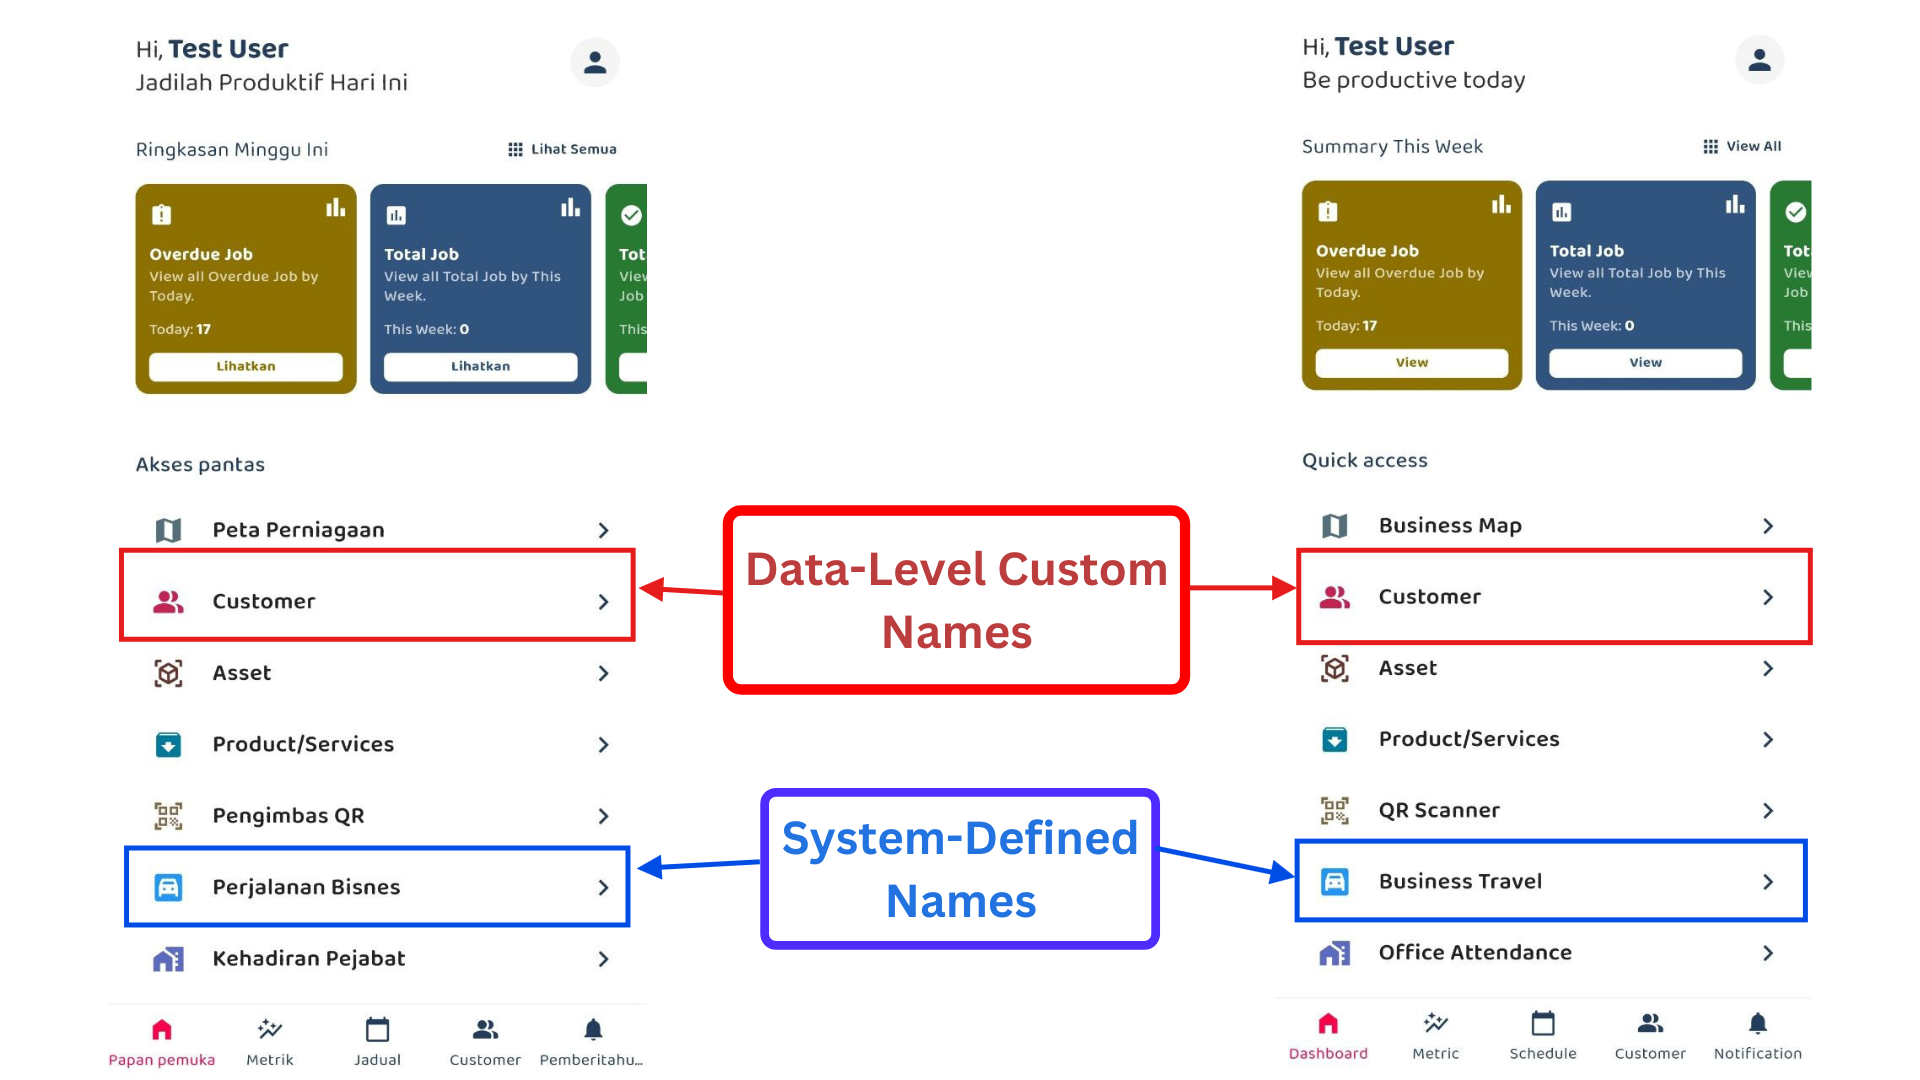 Hi, Test User
Jadilah Produktif Hari Ini
Ringkasan Minggu Ini
Lihat Semua
Overdue Job
View all Overdue Job by
Today.
Today: 17
Lihatkan
Total Job
View all Total Job by This
Week.
This Week: 0
Lihatkan
Tot
View
Job
This
Akses pantas
Peta Perniagaan
Customer
Asset
Product/Services
Pengimbas QR
Perjalanan Bisnes
Kehadiran Pejabat
Papan pemuka
Metrik
Jadual
Customer
Pemberitahu...
Data-Level Custom
Names
System-Defined
Names
Hi, Test User
Be productive today
Summary This Week
View All
Overdue Job
View all Overdue Job by
Today.
Today: 17
View
Total Job
View all Total Job by This
Week.
This Week: 0
View
Tot
View
Job
This
Quick access
Business Map
Customer
Asset
Product/Services
QR Scanner
Business Travel
Office Attendance
Dashboard
Metric
Schedule
Customer
Notification